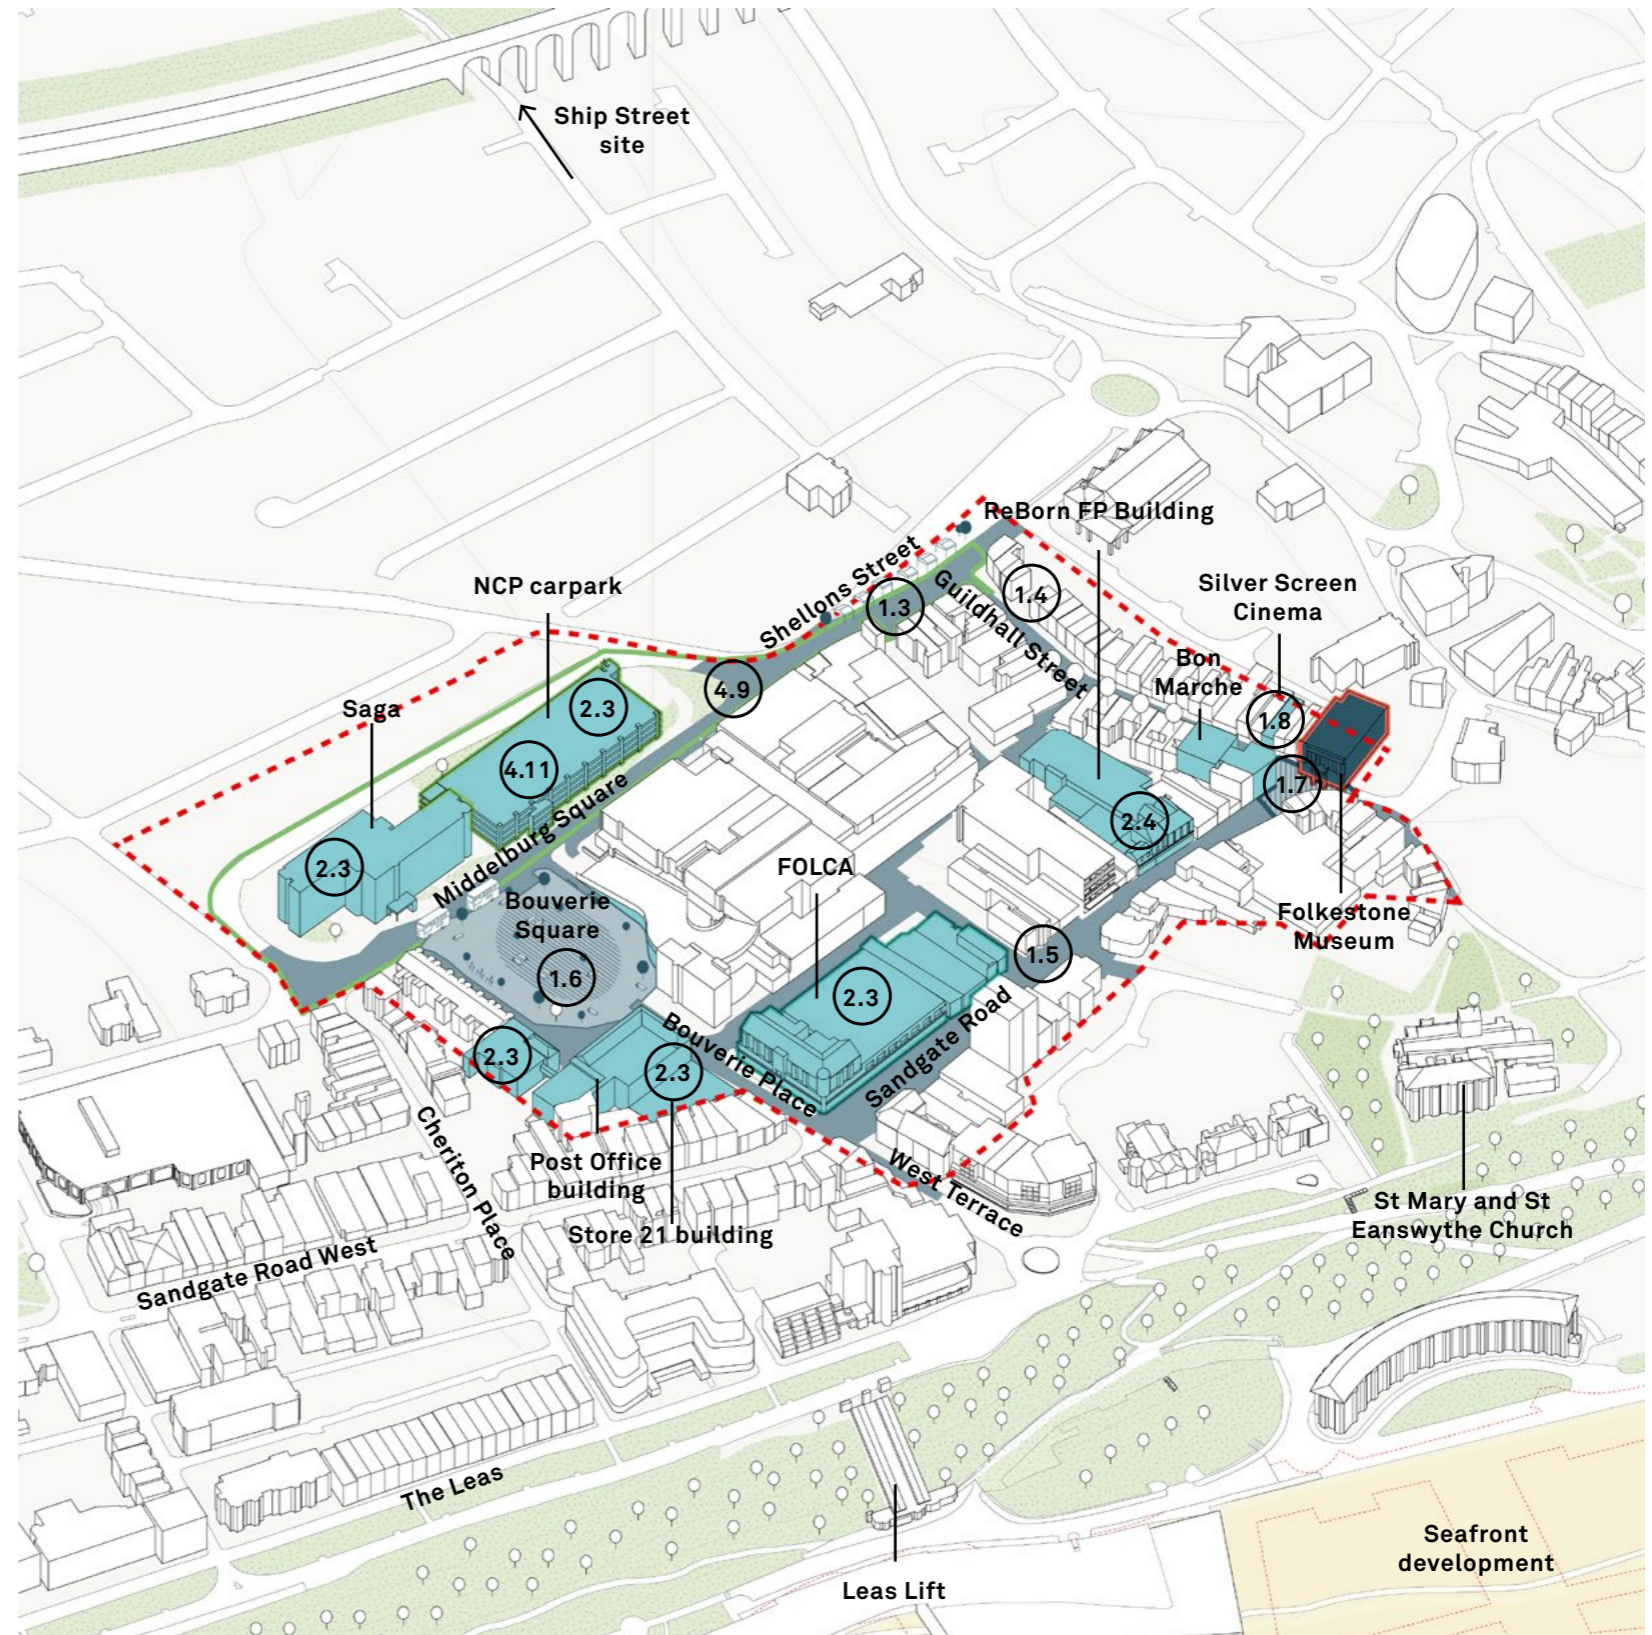 Ship Street
site
ReBorn FP Building
NCP carpark
Shellons Street
1.3
Guildhall Street
1.4
Silver Screen
Cinema
Bon
Marche
Saga
2.3
4.9
1.8
4.11
1.7
Middelburg Square
2.4
2.3
FOLCA
Bouverie
Square
1.6
Folkestone
Museum
1.5
2.3
Sandgate Road
Bouverie Place
2.3
2.3
Cheriton Place
Post Office
building
West Terrace
Store 21 building
St Mary and St
Eanswythe Church
Sandgate Road West
The Leas
Seafront
development
Leas Lift